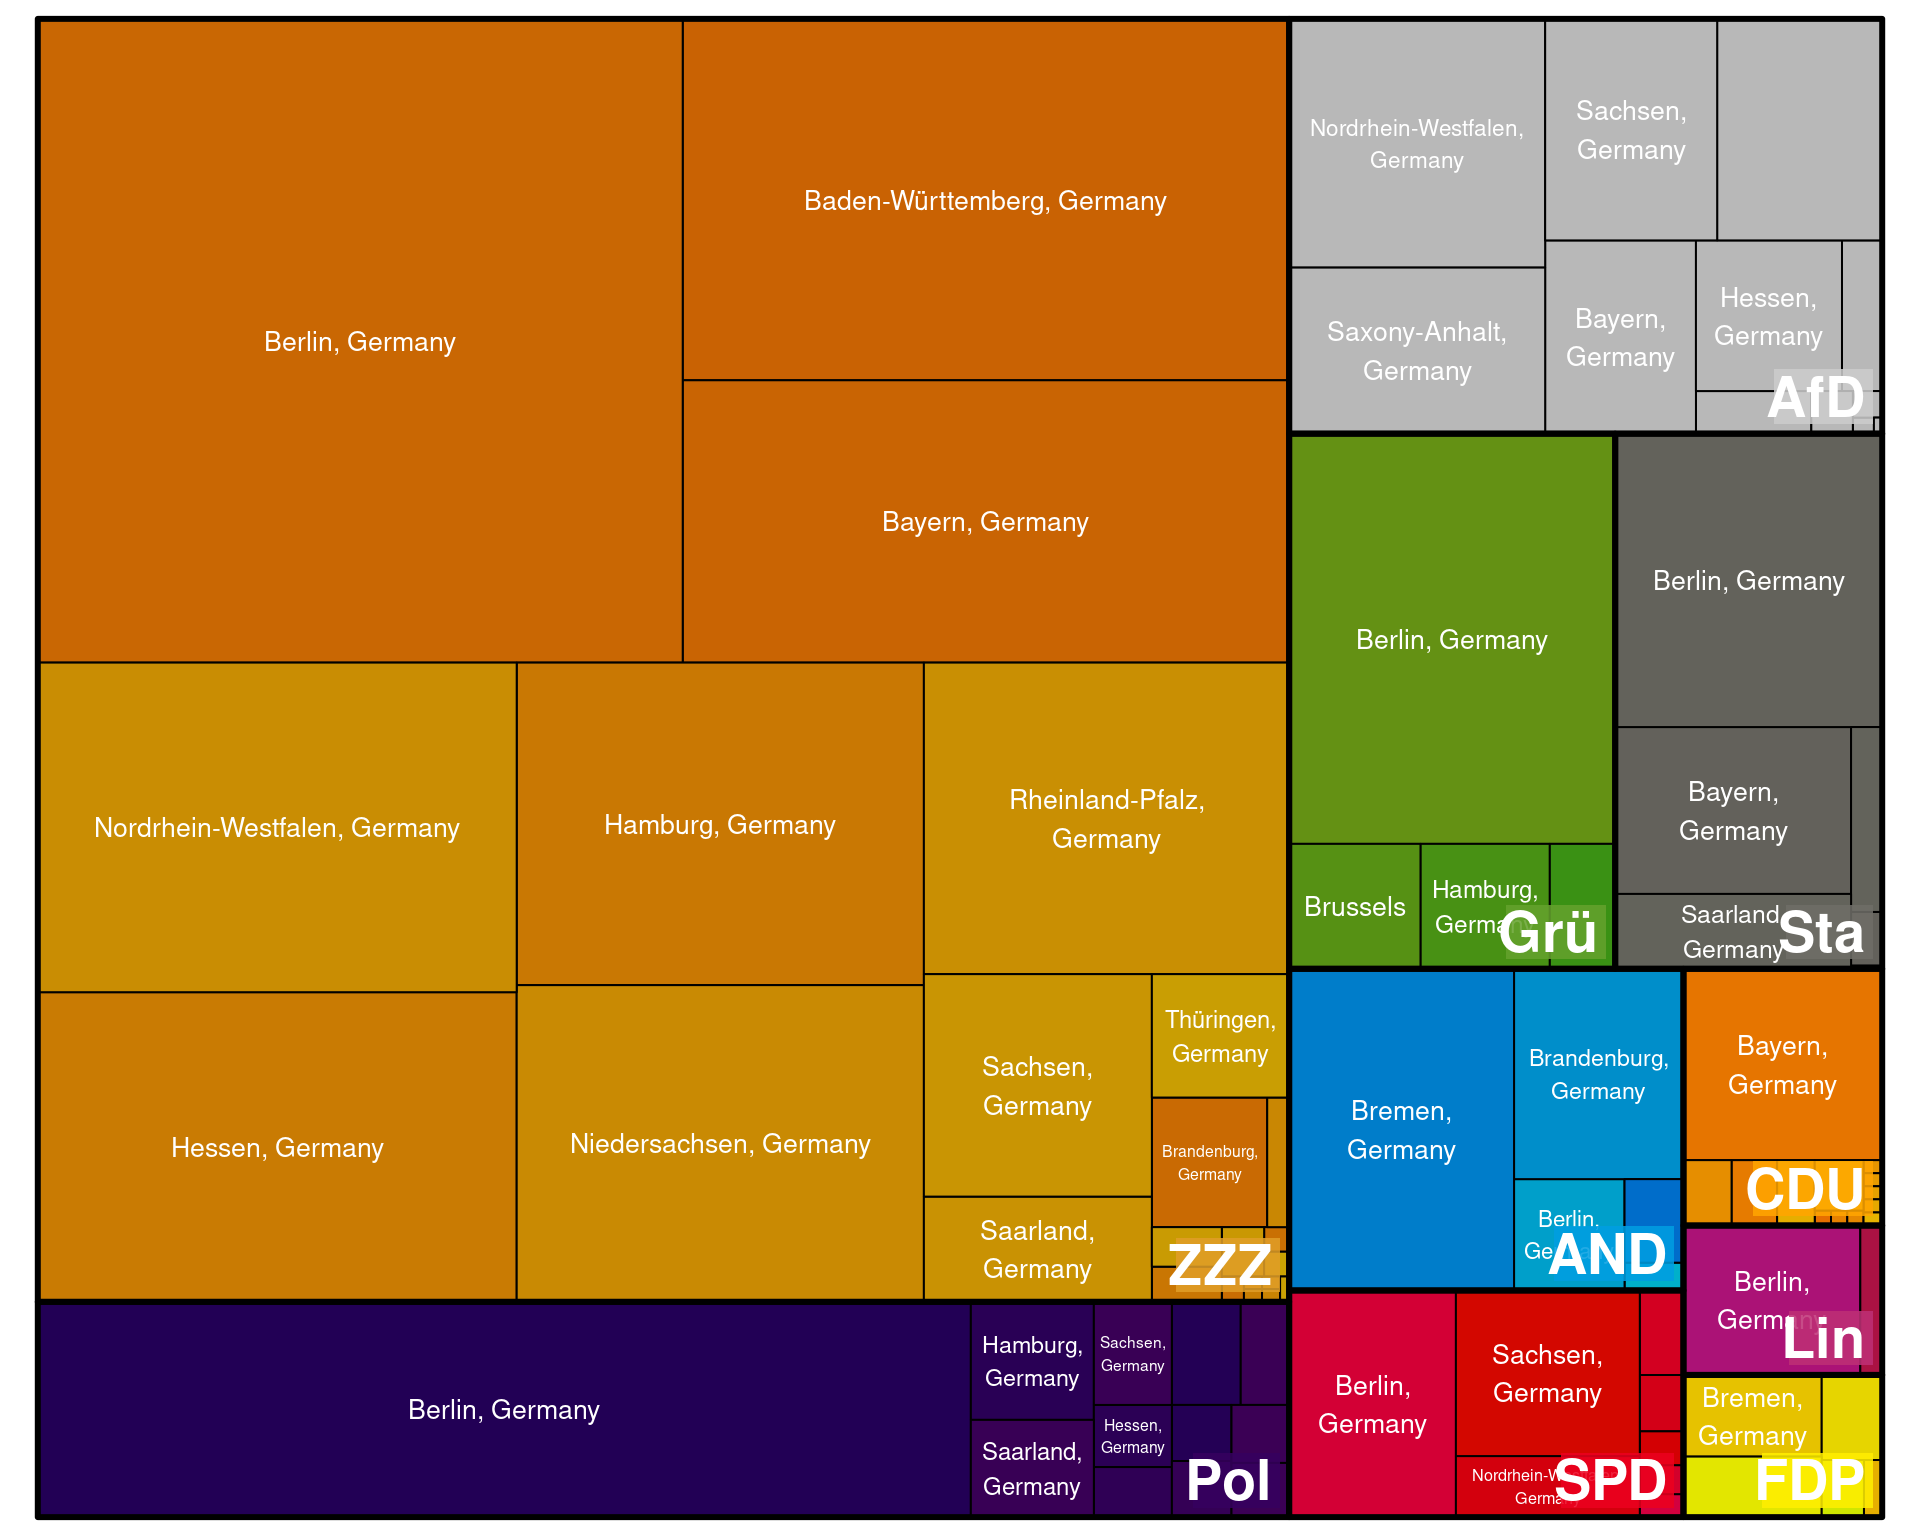 Berlin, Germany
Baden-Württemberg, Germany
Bayern, Germany
Nordrhein-Westfalen, Germany
Hamburg, Germany
Rheinland-Pfalz,
Germany
Hessen, Germany
Niedersachsen, Germany
Sachsen,
Germany
Thüringen,
Germany
Brandenburg,
Germany
Saarland,
Germany
ZZZ
Berlin, Germany
Hamburg,
Germany
Saarland,
Germany
Sachsen,
Germany
Hessen,
Germany
Pol
Nordrhein-Westfalen,
Germany
Sachsen,
Germany
Saxony-Anhalt,
Germany
Bayern,
Germany
Hessen,
Germany
AfD
Berlin, Germany
Brussels
Hamburg,
Germany
Grü
Berlin, Germany
Bayern,
Germany
Saarland,
Germany
Sta
Bremen,
Germany
Brandenburg,
Germany
Berlin,
AND
Bayern,
Germany
CDU
Berlin,
Germany
Lin
Berlin,
Germany
Sachsen,
Germany
SPD
Bremen,
Germany
FDP